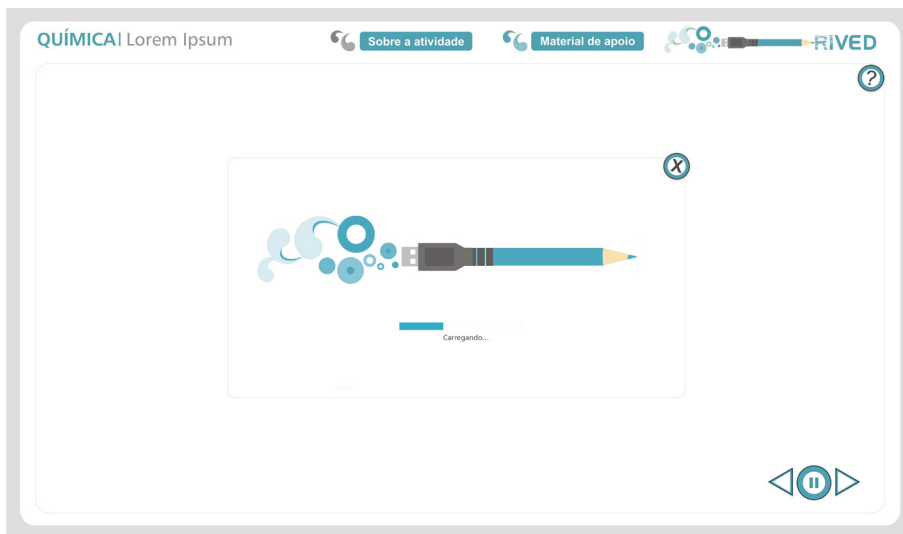 QUÍMICA| Lorem Ipsum
Sobre a atividade
Material de apoio
RIVED
?
X
Carregando...